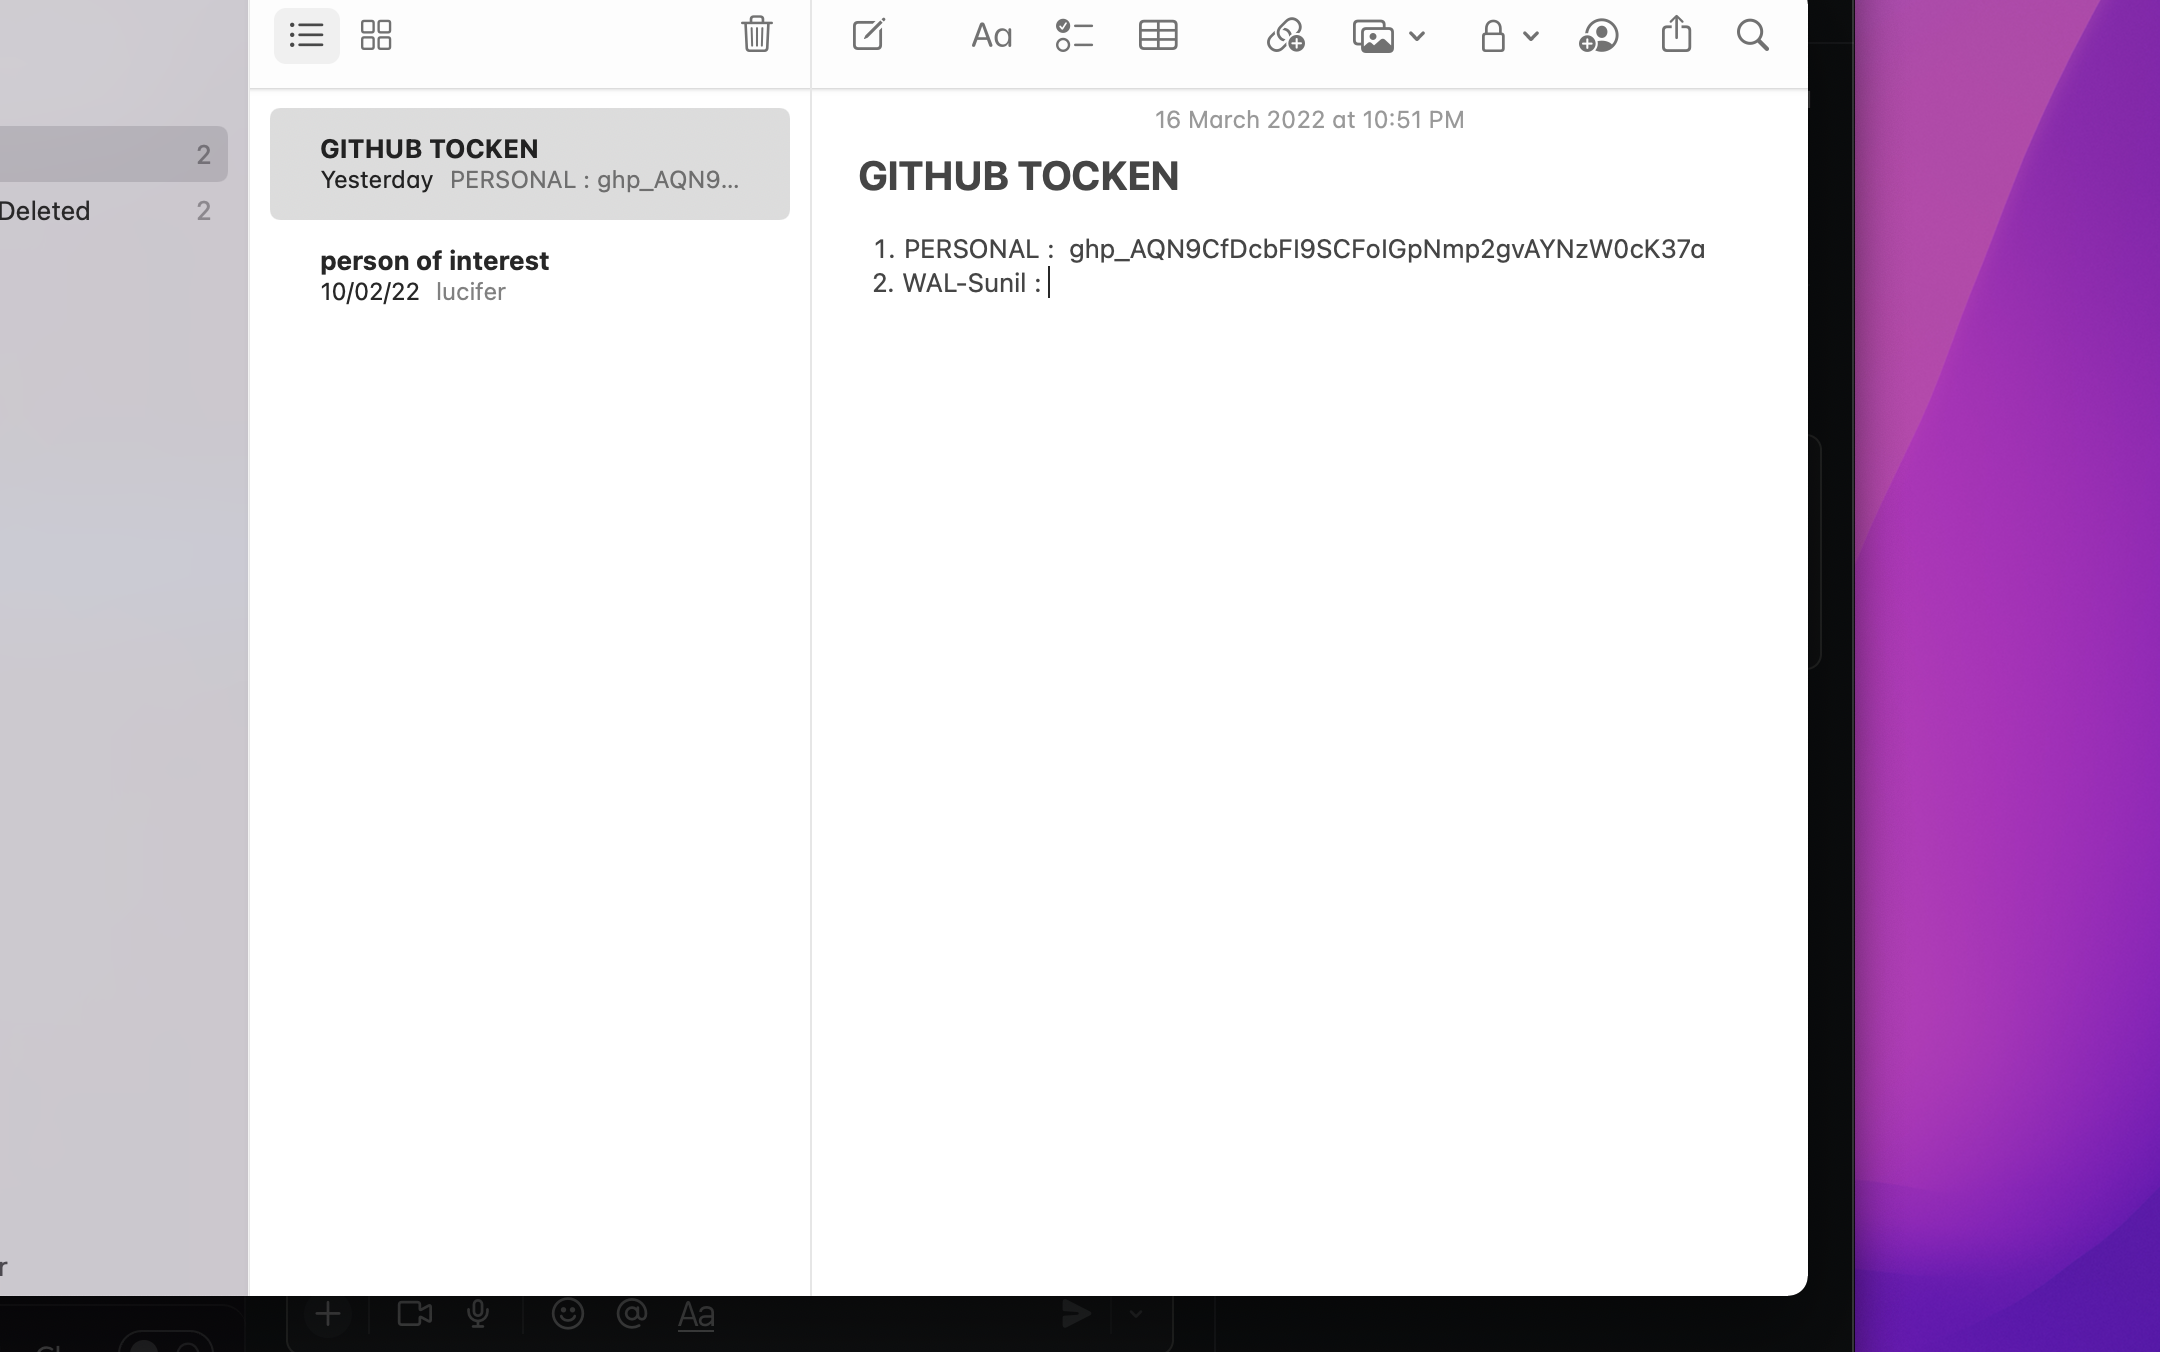 2
Deleted 2
GITHUB TOCKEN
Yesterday PERSONAL : ghp_AQN9...
person of interest
10/02/22 lucifer
Aa
16 March 2022 at 10:51 PM
GITHUB TOCKEN
1. PERSONAL :
2. WAL-Sunil :
r
Aa